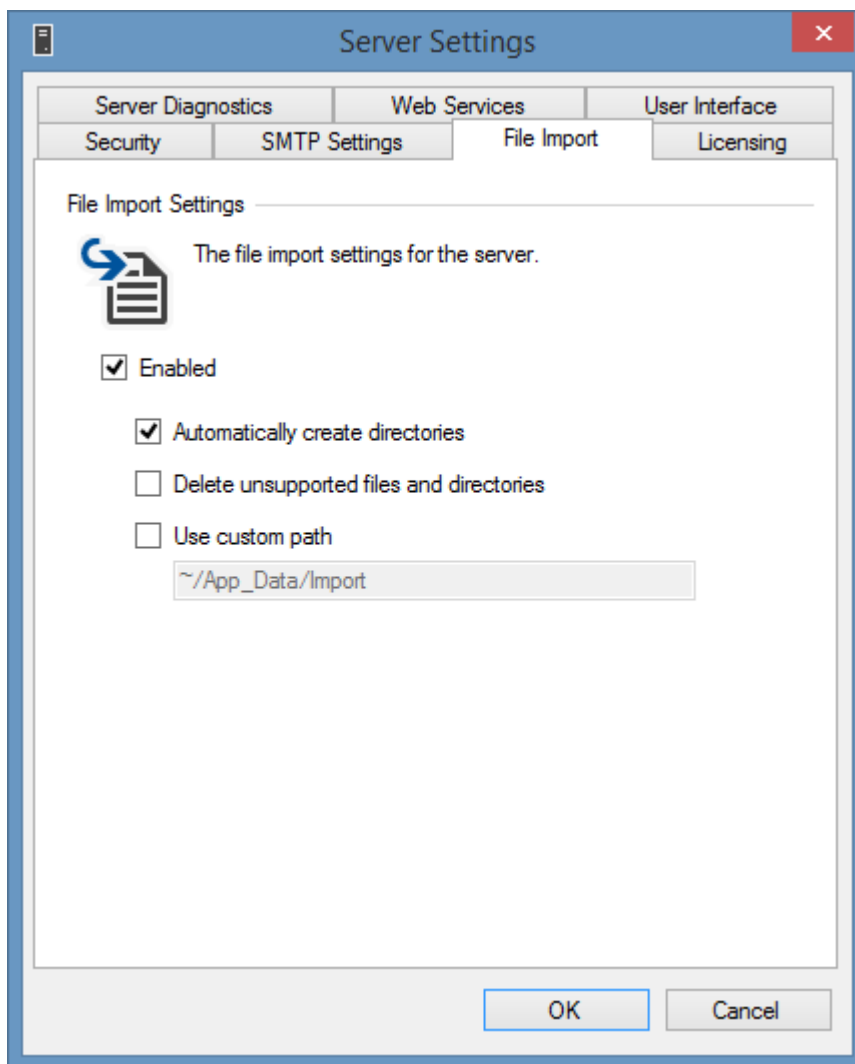 Server Settings
Server Diagnostics Web Services User Interface
Security SMTP Settings File Import Licensing
File Import Settings
The file import settings for the server.
Enabled
Automatically create directories
Delete unsupported files and directories
Use custom path
~/App_Data/Import
OK Cancel